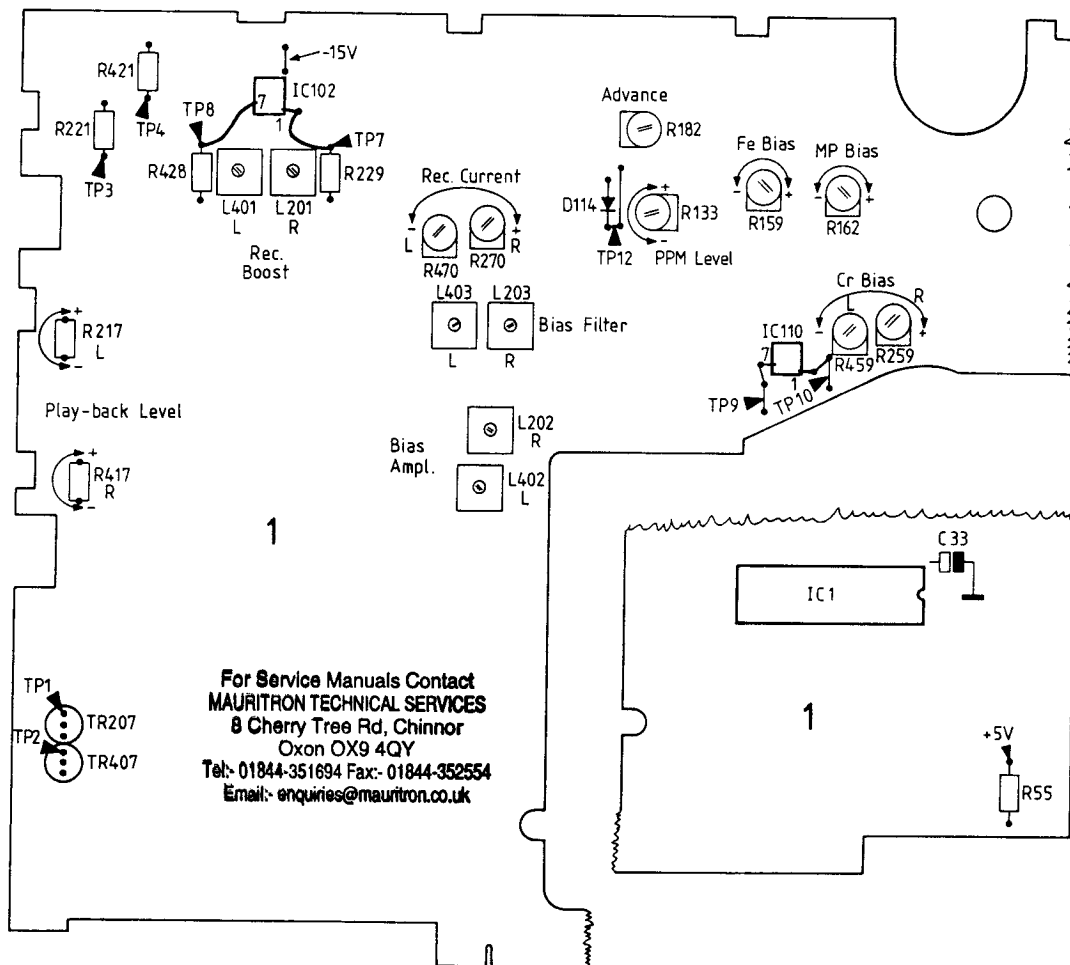 -15V
R421
IC102
7
1
TP8
TP4
TP7
R221
TP3
R428
R229
L401
L
L201
R
Rec.
Boost
Advance
R182
Fe Bias
- +
R159
MP Bias
- +
R162
Rec. Current
- +
L R
R470 R270
D114
+
R133
-
TP12
PPM Level
L403 L203
Bias Filter
L R
Cr Bias
L R
- +
IC110
7
1
R459 R259
TP9
TP10
+
R217
L
-
Play-back Level
+
R417
R
-
Bias
Ampl.
L202
R
L402
L
1
C33
IC1
1
+5V
R55
TP1
TR207
TP2
TR407
For Service Manuals Contact
MAURITRON TECHNICAL SERVICES
8 Cherry Tree Rd, Chinnor
Oxon OX9 4QY
Tel:- 01844-351694 Fax:- 01844-352554
Email:- enquiries@mauritron.co.uk